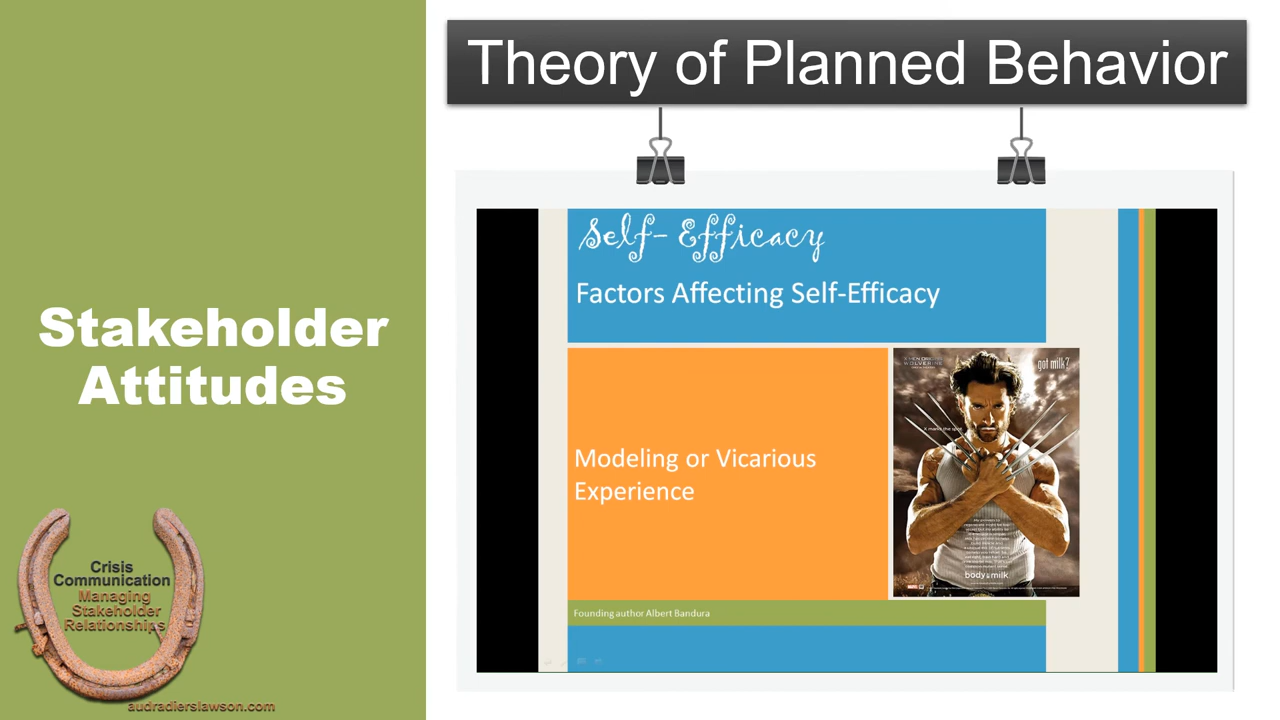 Theory of Planned Behavior
Stakeholder
Attitudes
Self-Efficacy
Factors Affecting Self-Efficacy
Modeling or Vicarious
Experience
got milk?
body by milk
Founding author Albert Bandura
Crisis
Communication
Managing
Stakeholder
Relationships
audradierslawson.com